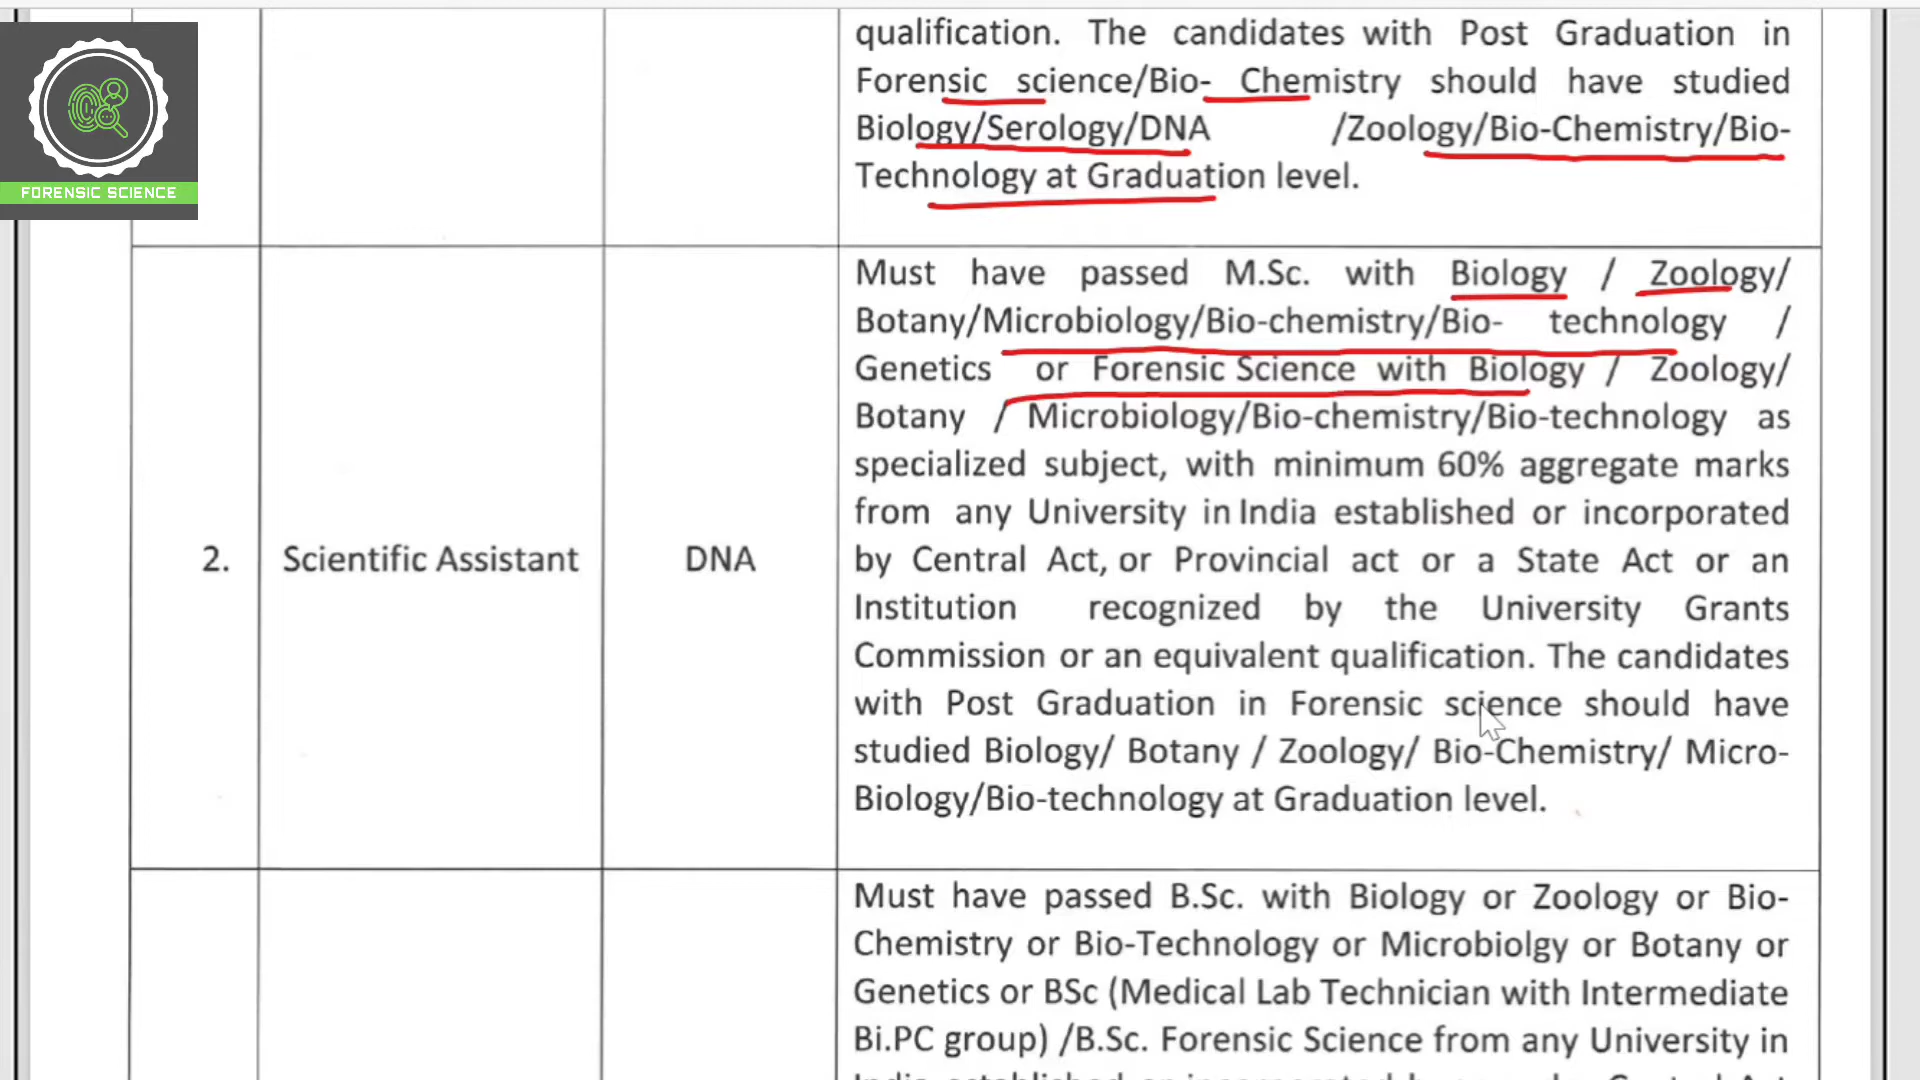 FORENSIC SCIENCE
qualification. The candidates with Post Graduation in
Forensic science/Bio- Chemistry should have studied
Biology/Serology/DNA /Zoology/Bio-Chemistry/Bio-
Technology at Graduation level.
2.
Scientific Assistant
DNA
Must have passed M.Sc. with Biology / Zoology/
Botany/Microbiology/Bio-chemistry/Bio- technology /
Genetics or Forensic Science with Biology / Zoology/
Botany / Microbiology/Bio-chemistry/Bio-technology as
specialized subject, with minimum 60% aggregate marks
from any University in India established or incorporated
by Central Act, or Provincial act or a State Act or an
Institution recognized by the University Grants
Commission or an equivalent qualification. The candidates
with Post Graduation in Forensic science should have
studied Biology/ Botany / Zoology/ Bio-Chemistry/ Micro-
Biology/Bio-technology at Graduation level.
Must have passed B.Sc. with Biology or Zoology or Bio-
Chemistry or Bio-Technology or Microbiolgy or Botany or
Genetics or BSc (Medical Lab Technician with Intermediate
Bi.PC group) /B.Sc. Forensic Science from any University in